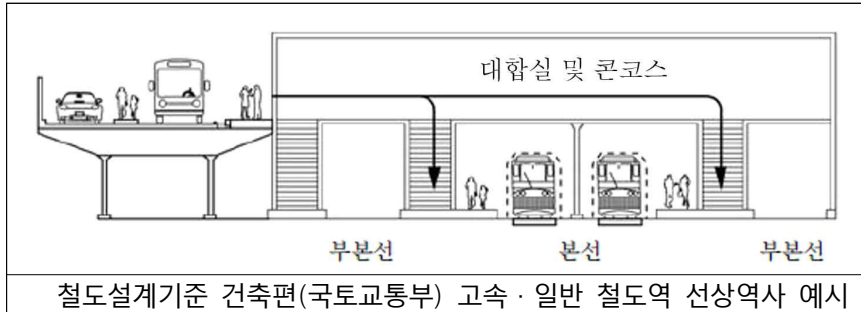 대합실 및 콘코스
부본선 본선 부본선
철도설계기준 건축편(국토교통부) 고속 · 일반 철도역 선상역사 예시